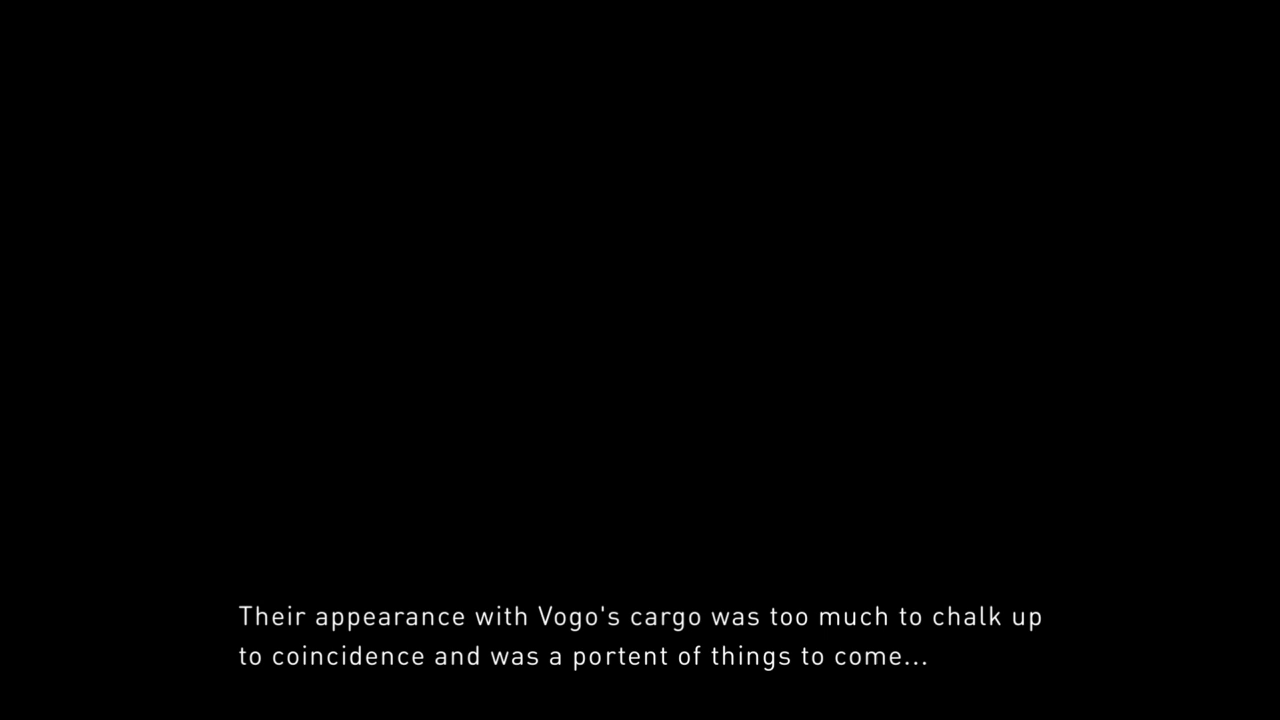 Their appearance with Vogo's cargo was too much to chalk up
to coincidence and was a portent of things to come...